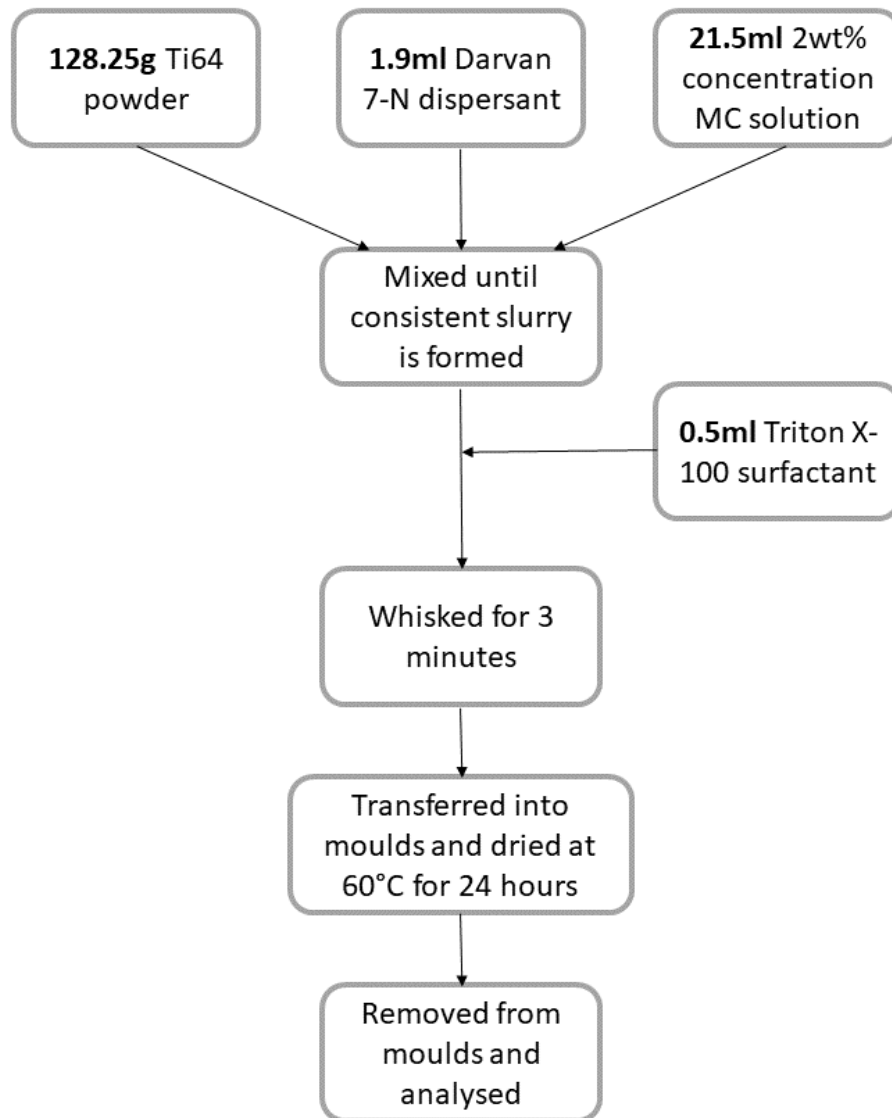 128.25g Ti64
powder
1.9ml Darvan
7-N dispersant
21.5ml 2wt%
concentration
MC solution
Mixed until
consistent slurry
is formed
0.5ml Triton X-
100 surfactant
Whisked for 3
minutes
Transferred into
moulds and dried at
60°C for 24 hours
Removed from
moulds and
analysed